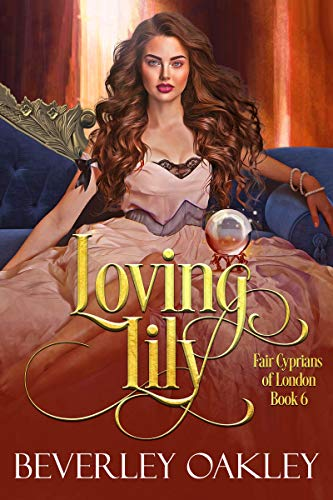 Loving
Lily
Fair Cyprians
of London
Book 6
BEVERLEY OAKLEY